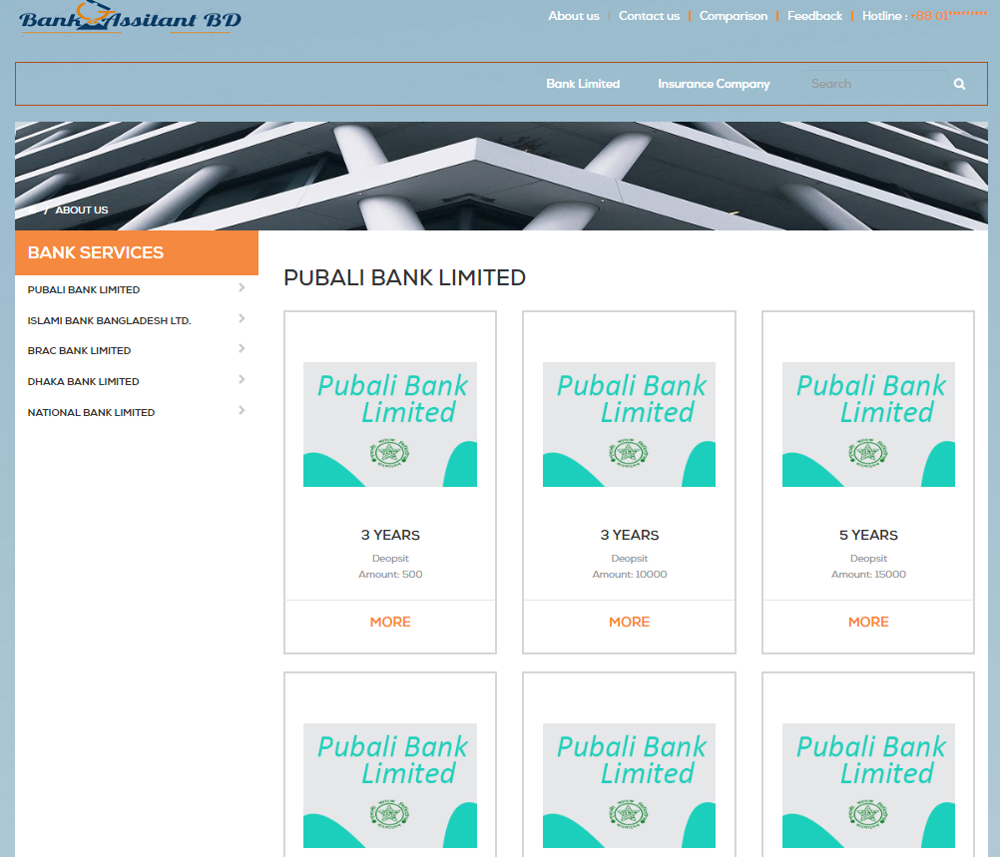 Bank Assitant BD
About us | Contact us | Comparison | Feedback | Hotline : +88 01*********
Bank Limited Insurance Company Search
/ ABOUT US
BANK SERVICES
PUBALI BANK LIMITED
ISLAMI BANK BANGLADESH LTD.
BRAC BANK LIMITED
DHAKA BANK LIMITED
NATIONAL BANK LIMITED
PUBALI BANK LIMITED
Pubali Bank
Limited
3 YEARS
Deopsit
Amount: 500
MORE
Pubali Bank
Limited
3 YEARS
Deopsit
Amount: 10000
MORE
Pubali Bank
Limited
5 YEARS
Deopsit
Amount: 15000
MORE
Pubali Bank
Limited
Pubali Bank
Limited
Pubali Bank
Limited